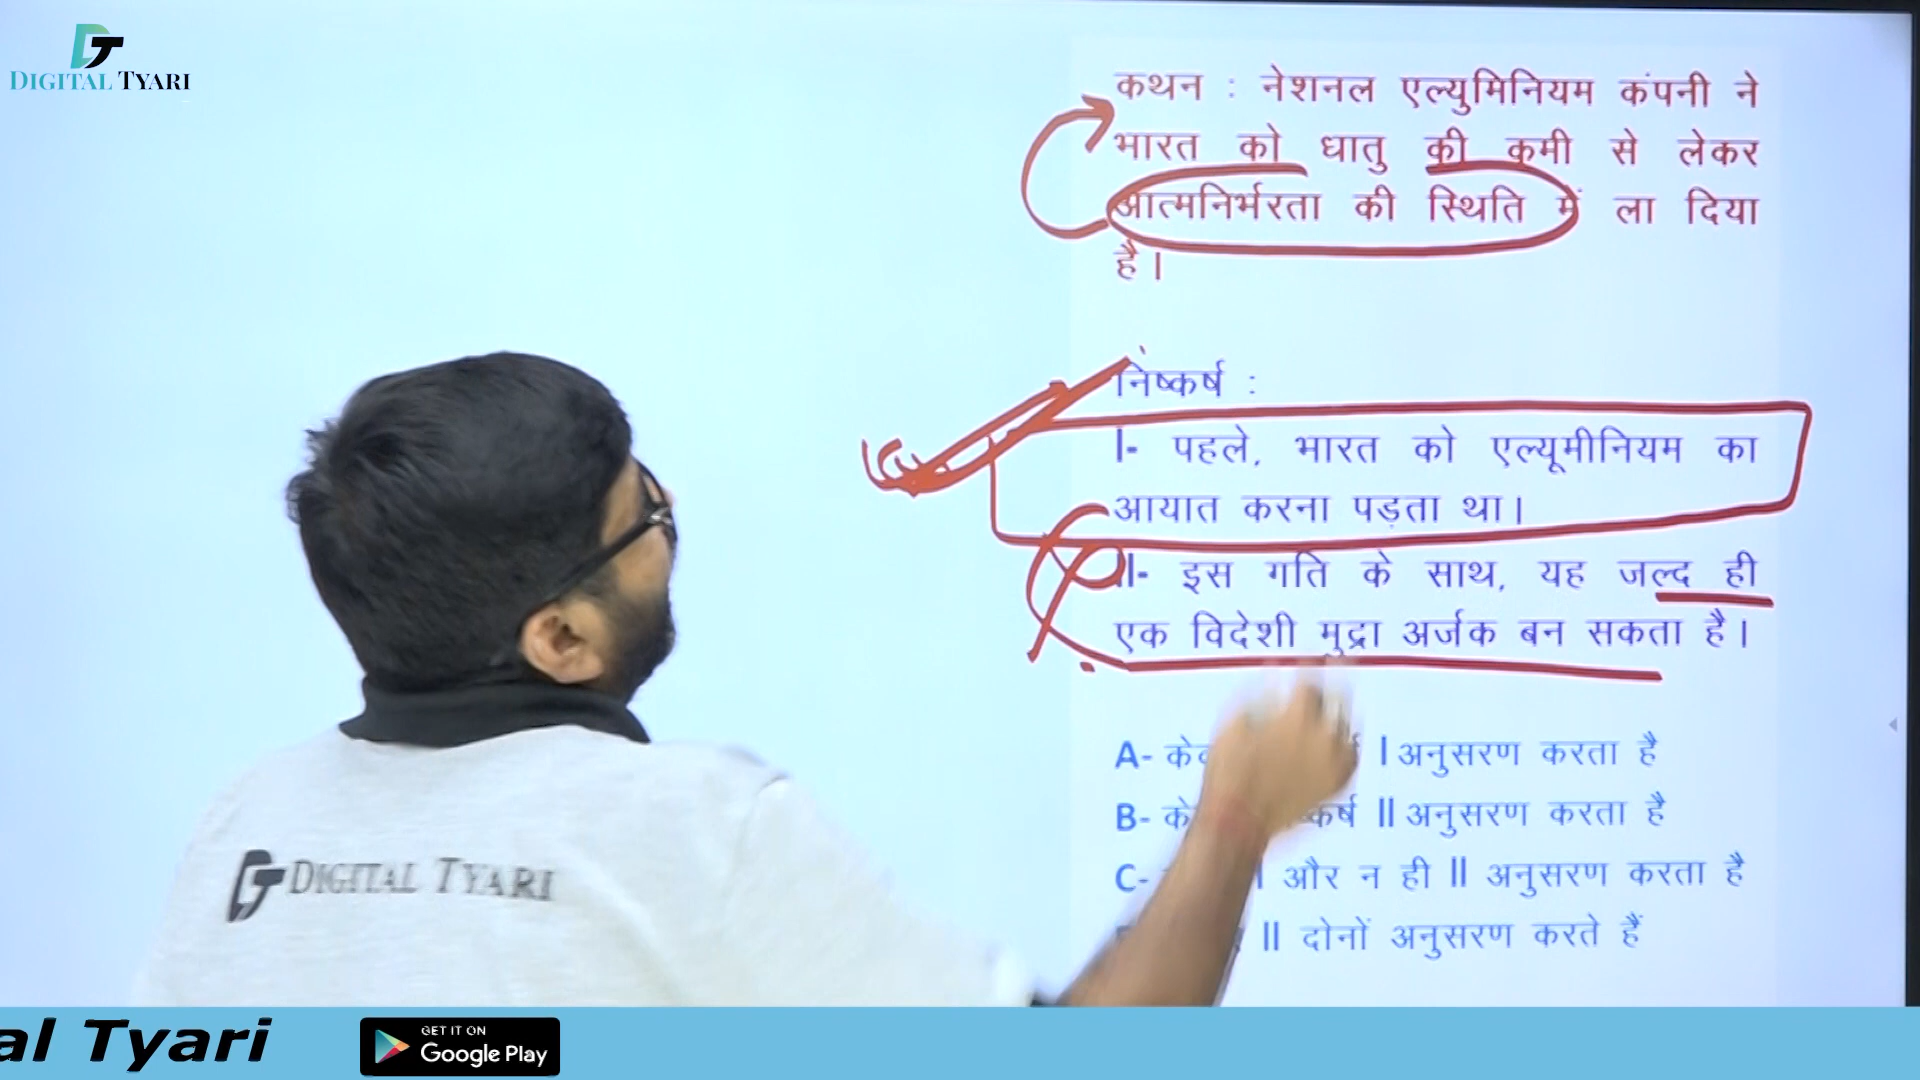 DIGITAL TYARI
कथन : नेशनल एल्युमिनियम कंपनी ने
भारत को धातु की कमी से लेकर
आत्मनिर्भरता की स्थिति में ला दिया
है।
निष्कर्ष :
I- पहले, भारत को एल्यूमीनियम का
आयात करना पड़ता था।
II- इस गति के साथ, यह जल्द ही
एक विदेशी मुद्रा अर्जक बन सकता है।
A- I अनुसरण करता है
B- II अनुसरण करता है
C- I और न ही II अनुसरण करता है
II दोनों अनुसरण करते हैं
DIGITAL TYARI
al Tyari
GET IT ON
Google Play